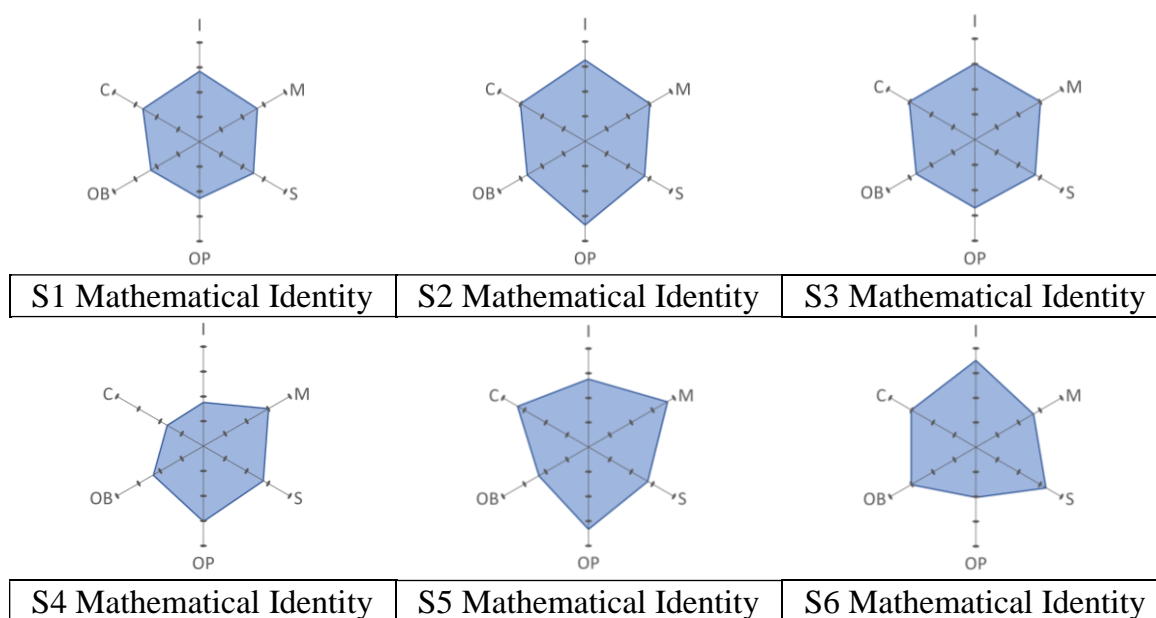 I
C M
OB S
OP
I
C M
OB S
OP
I
C M
OB S
OP
S1 Mathematical Identity
S2 Mathematical Identity
S3 Mathematical Identity
I
C M
OB S
OP
I
C M
OB S
OP
I
C M
OB S
OP
S4 Mathematical Identity
S5 Mathematical Identity
S6 Mathematical Identity